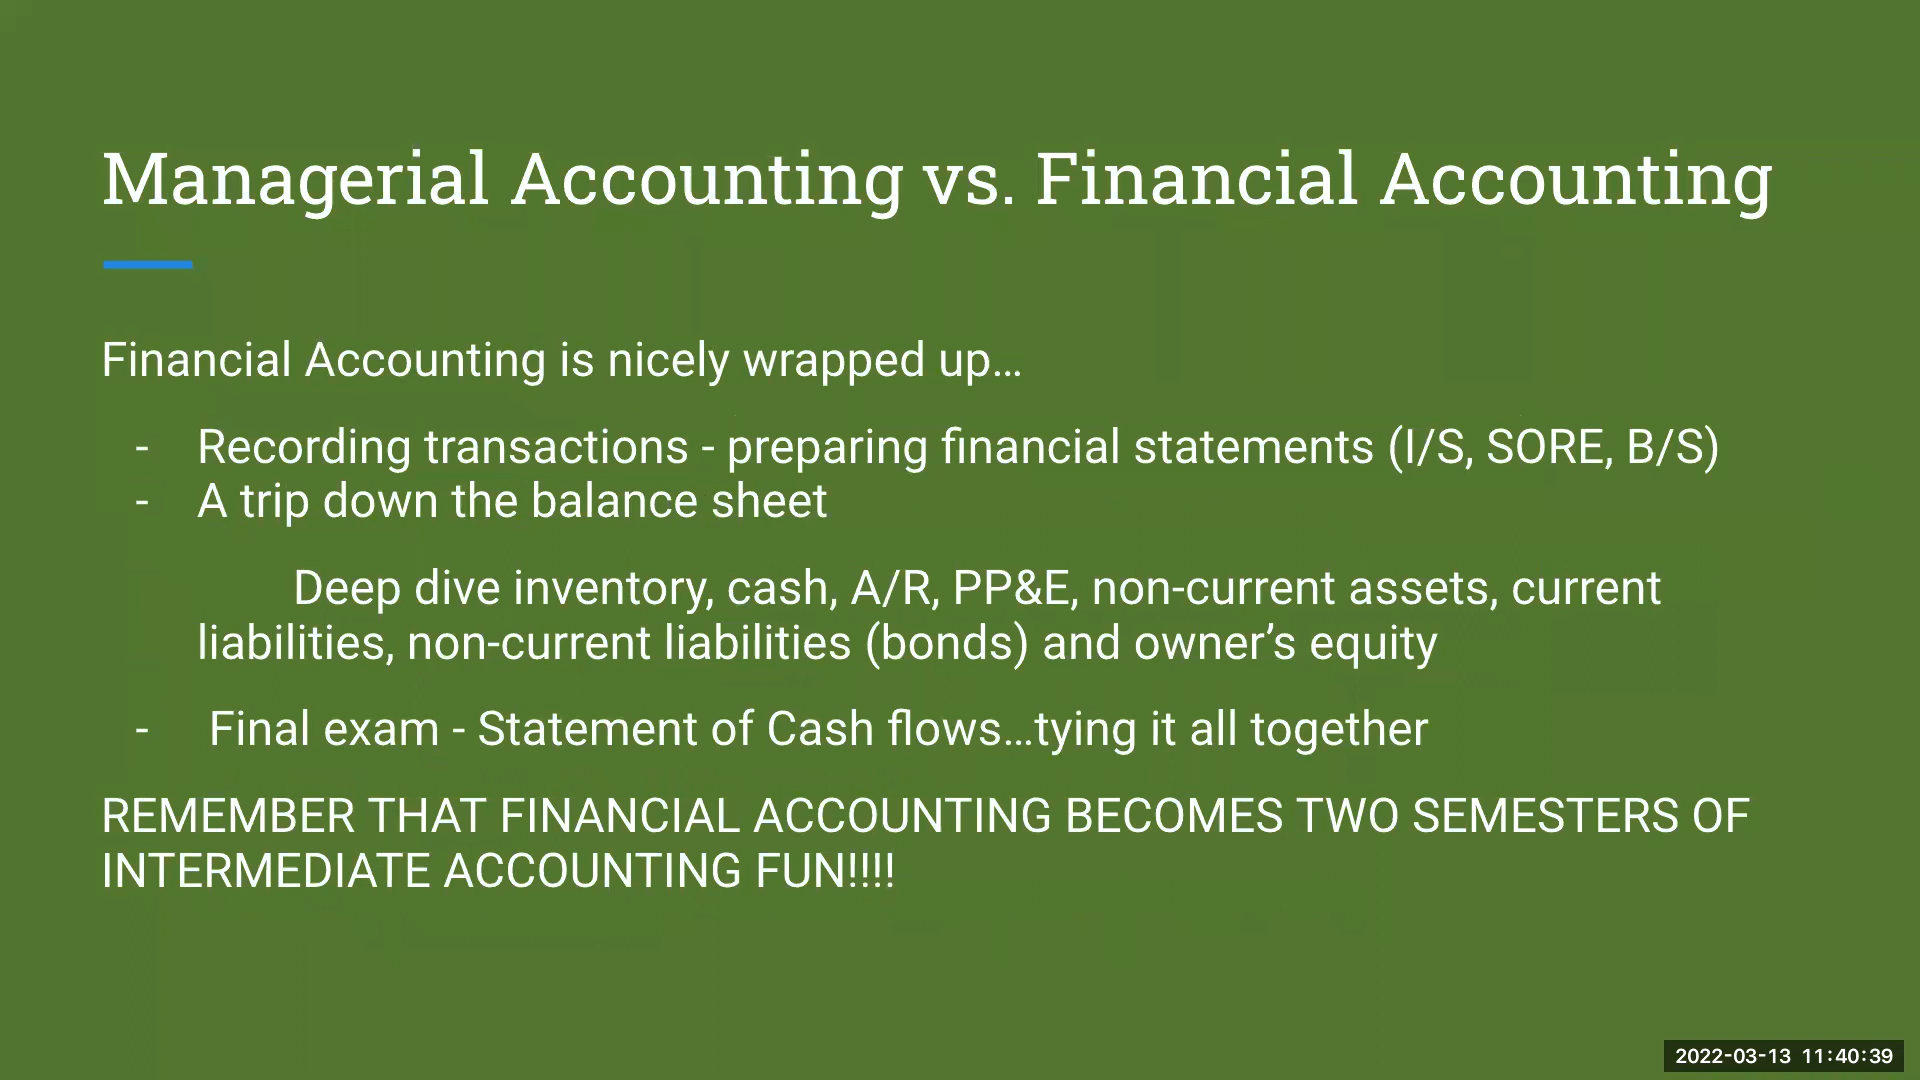 Managerial Accounting vs. Financial Accounting
Financial Accounting is nicely wrapped up…
- Recording transactions - preparing financial statements (I/S, SORE, B/S)
- A trip down the balance sheet
Deep dive inventory, cash, A/R, PP&E, non-current assets, current
liabilities, non-current liabilities (bonds) and owner’s equity
- Final exam - Statement of Cash flows…tying it all together
REMEMBER THAT FINANCIAL ACCOUNTING BECOMES TWO SEMESTERS OF
INTERMEDIATE ACCOUNTING FUN!!!!
2022-03-13 11:40:39